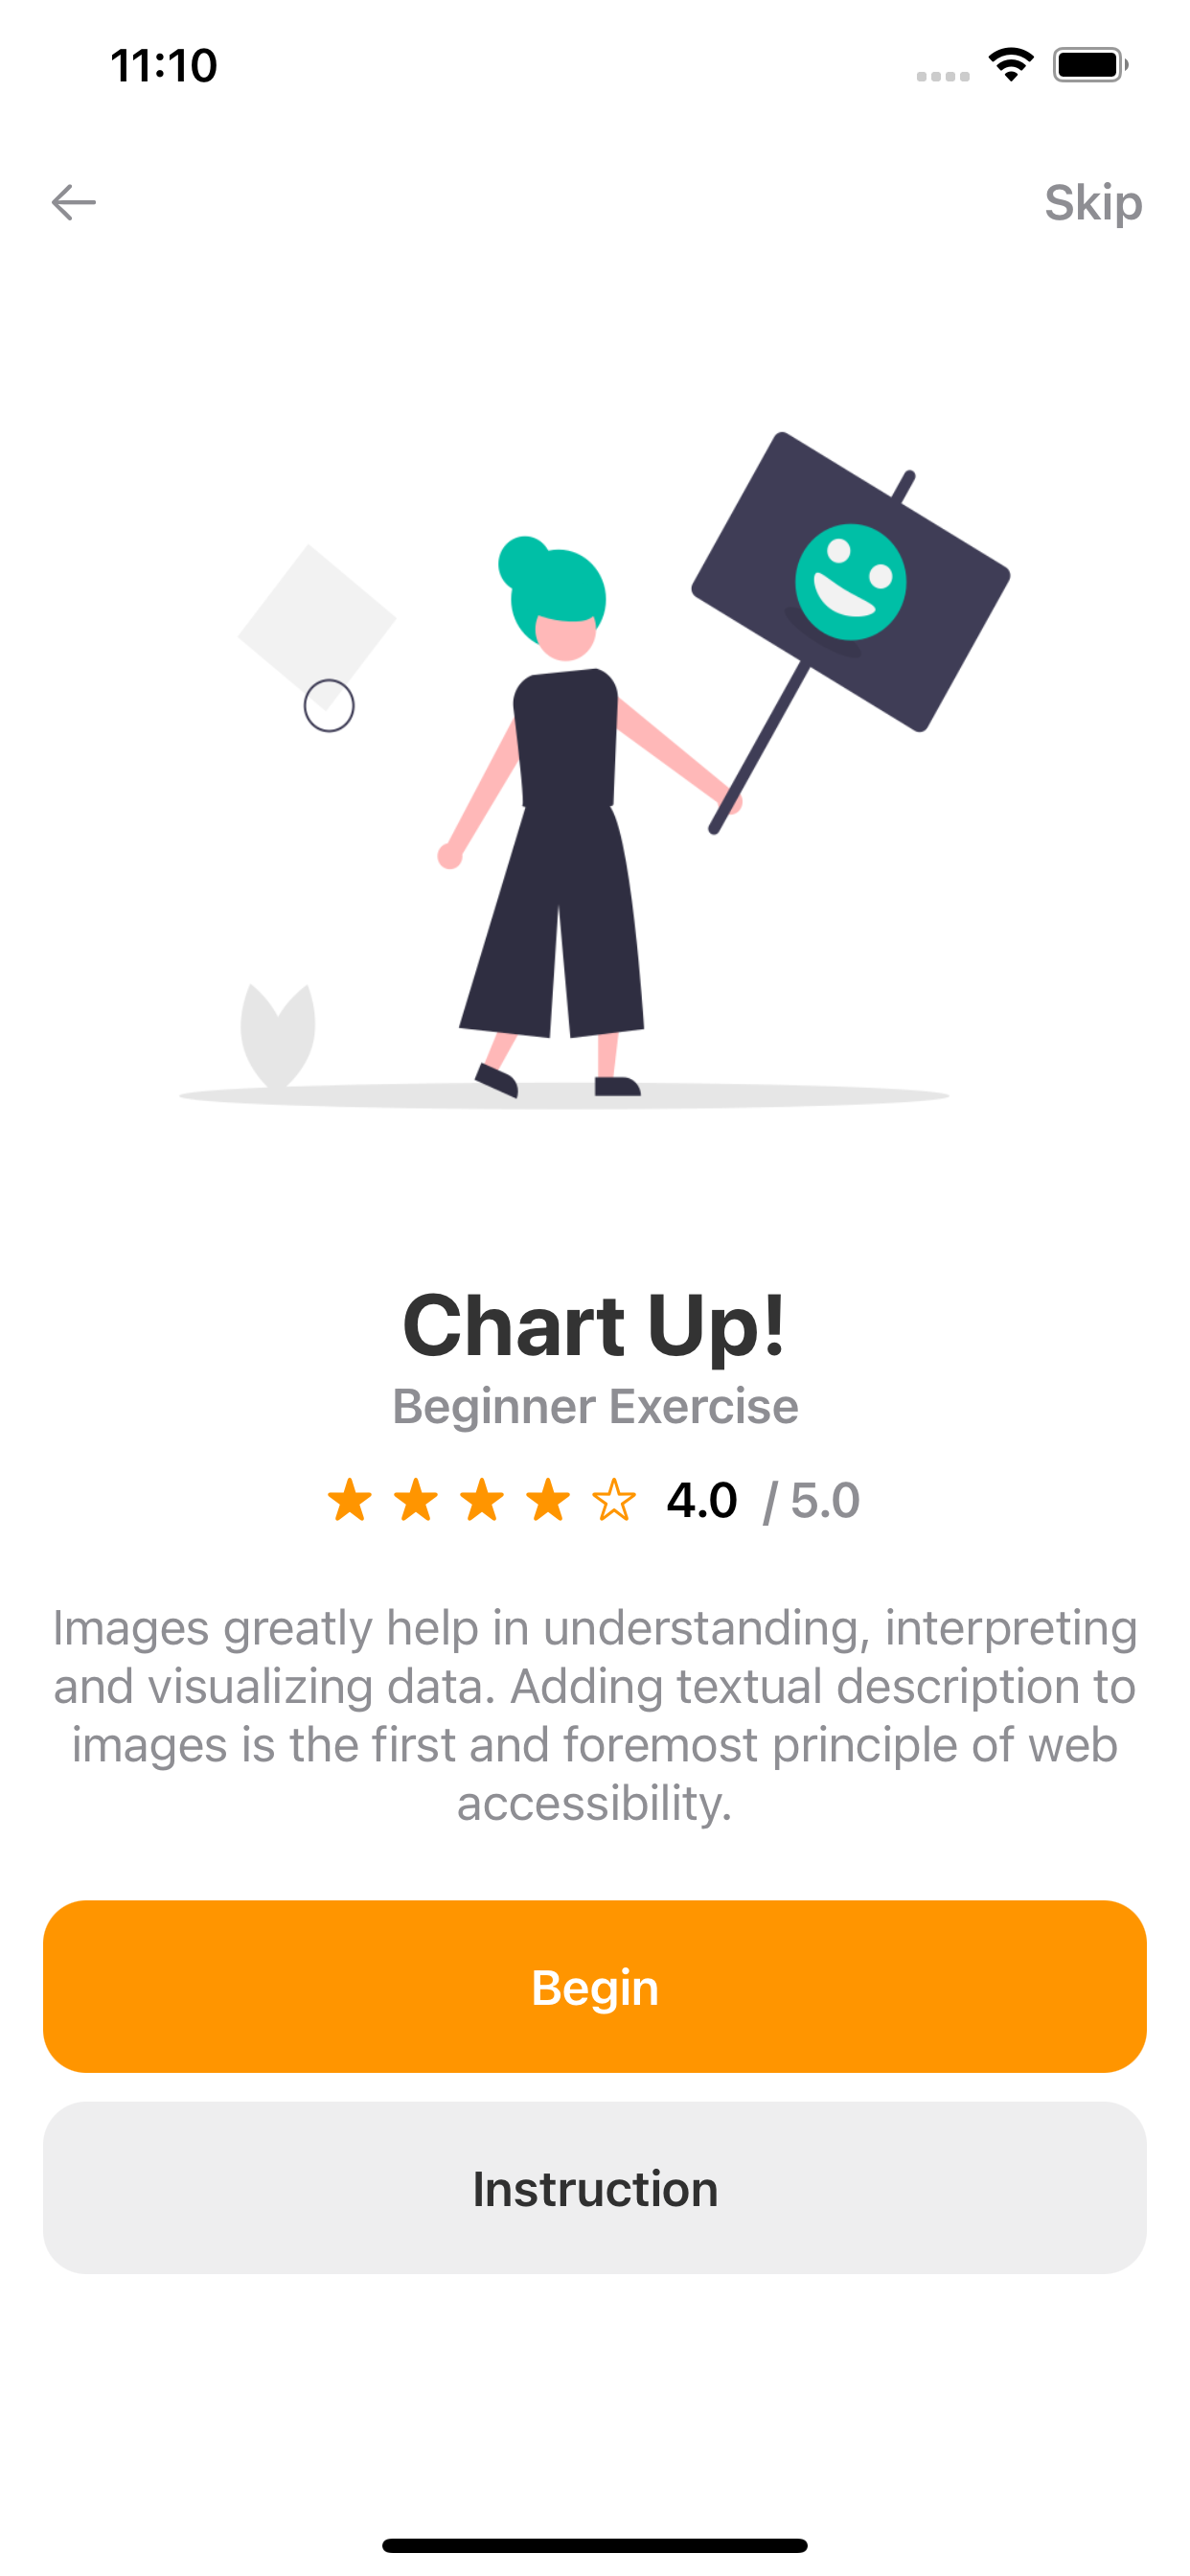 11:10
Skip
Chart Up!
Beginner Exercise
4.0 / 5.0
Images greatly help in understanding, interpreting
and visualizing data. Adding textual description to
images is the first and foremost principle of web
accessibility.
Begin
Instruction